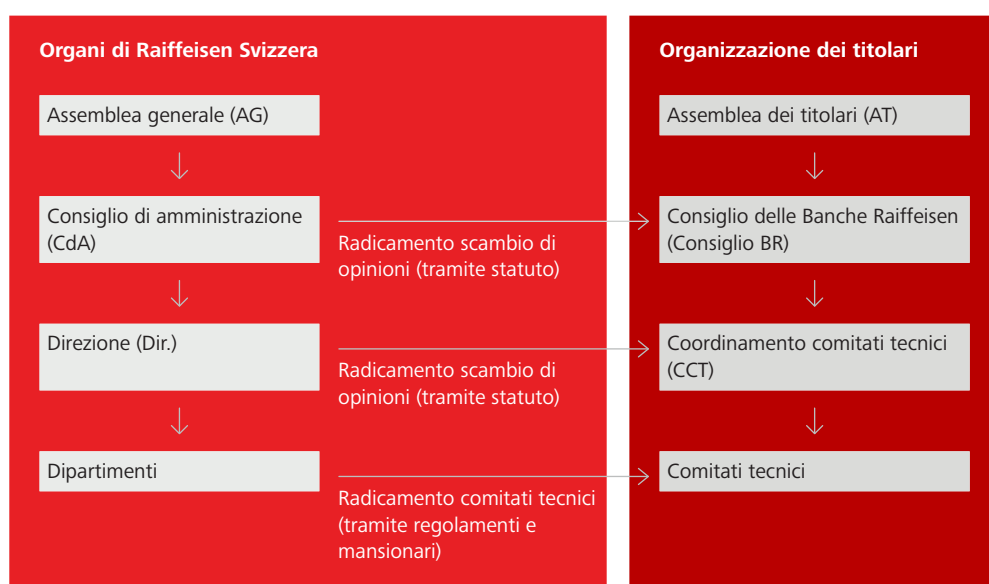 Organi di Raiffeisen Svizzera
Assemblea generale (AG)
Consiglio di amministrazione
(CdA)
Radicamento scambio di
opinioni (tramite statuto)
Direzione (Dir.)
Radicamento scambio di
opinioni (tramite statuto)
Dipartimenti
Radicamento comitati tecnici
(tramite regolamenti e
mansionari)
Organizzazione dei titolari
Assemblea dei titolari (AT)
Consiglio delle Banche Raiffeisen
(Consiglio BR)
Coordinamento comitati tecnici
(CCT)
Comitati tecnici